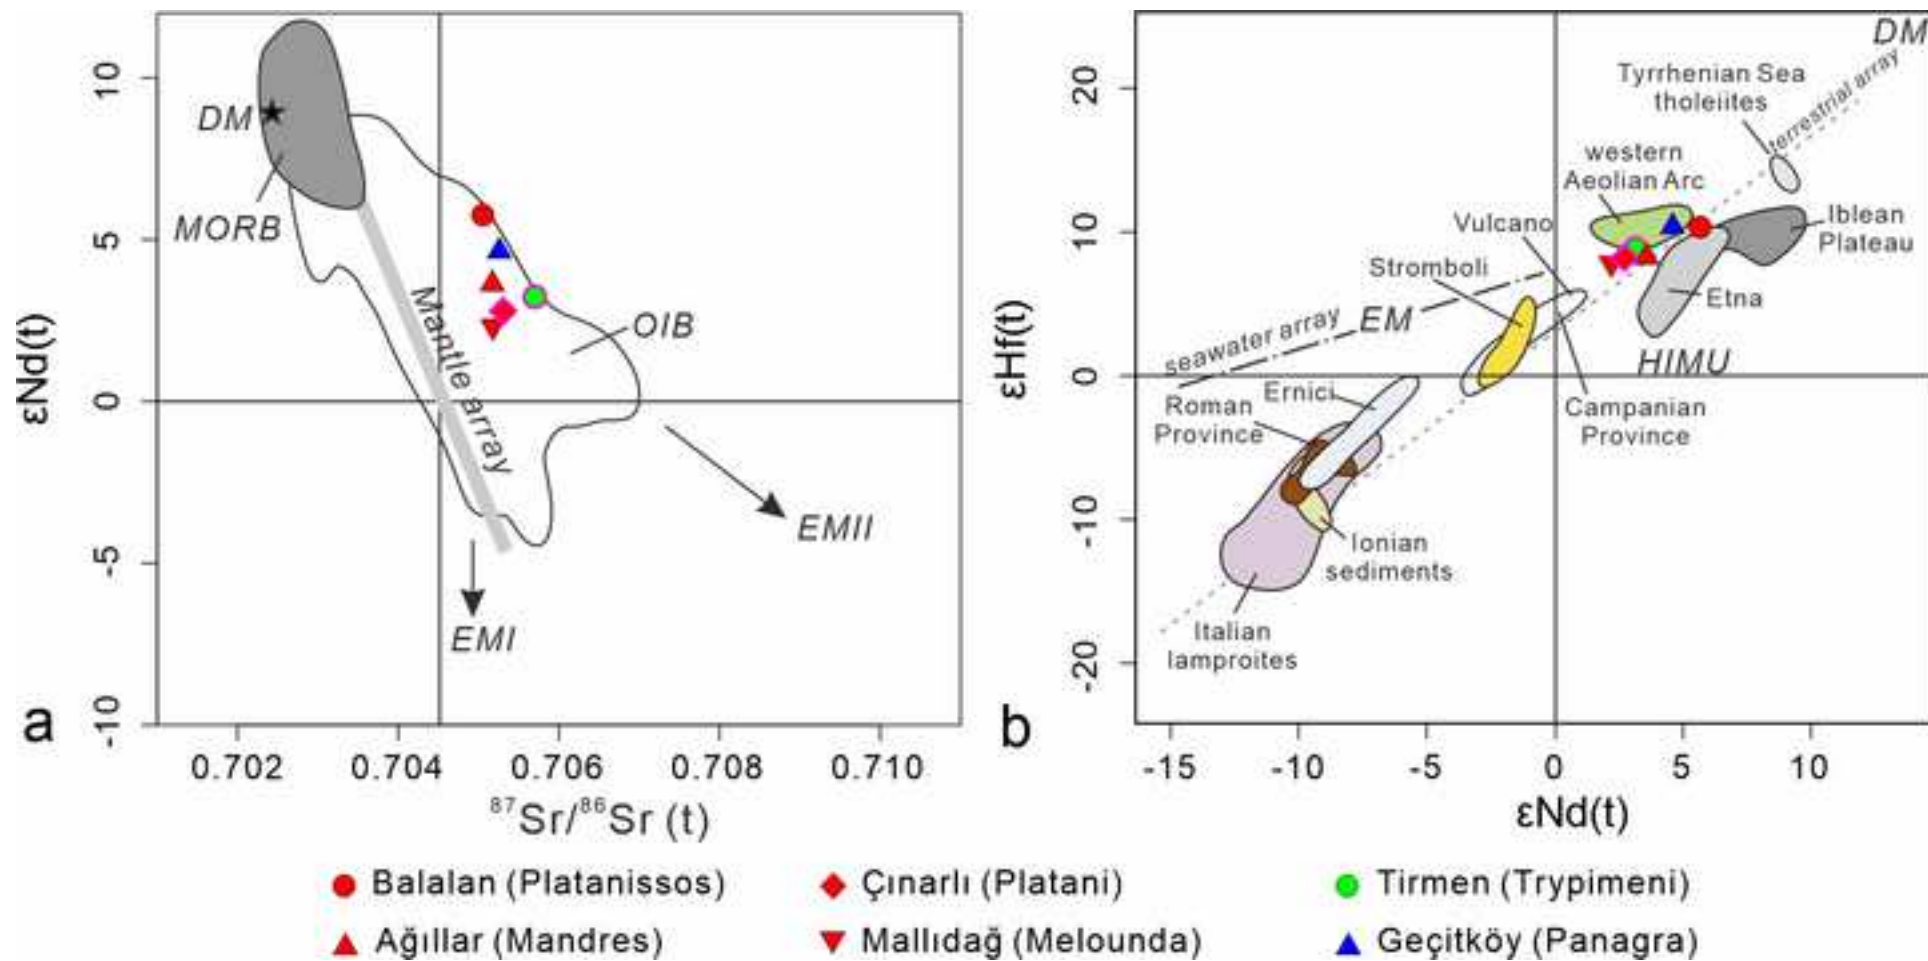 DM
MORB
Mantle array
OIB
EMII
EMI
10
5
0
-5
-10
εNd(t)
0.702 0.704 0.706 0.708 0.710
⁸⁷Sr/⁸⁶Sr (t)
a
DM
Tyrrhenian Sea
tholeiites
terrestrial array
western
Aeolian Arc
Iblean
Plateau
Vulcano
Stromboli
Etna
seawater array
EM
HIMU
Ernici
Roman
Province
Campanian
Province
Ionian
sediments
Italian
lamproites
20
10
0
-10
-20
εHf(t)
-15 -10 -5 0 5 10
εNd(t)
b
Balalan (Platanissos) Çınarlı (Platani) Tirmen (Trypimeni)
Ağıllar (Mandres) Mallıdağ (Melounda) Geçitköy (Panagra)